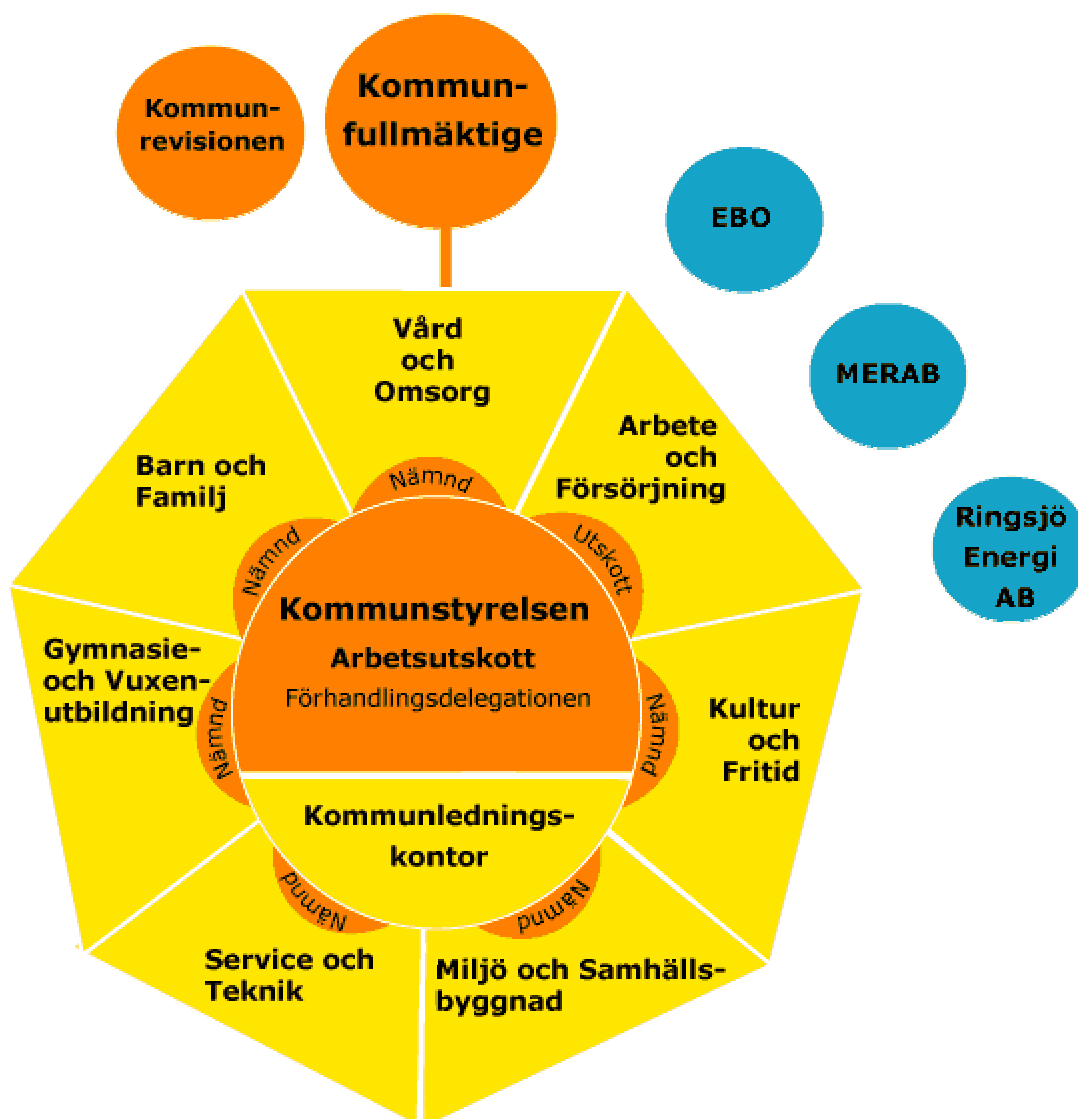 Kommun-
revisionen
Kommun-
fullmäktige
EBO
MERAB
Ringsjö
Energi
AB
Vård
och
Omsorg
Nämnd
Arbete
och
Försörjning
Utskott
Barn och
Familj
Nämnd
Kommunstyrelsen
Arbetsutskott
Förhandlingsdelegationen
Gymnasie-
och Vuxen-
utbildning
Nämnd
Kultur
och
Fritid
Nämnd
Kommunlednings-
kontor
Service och
Teknik
Nämnd
Miljö och Samhälls-
byggnad
Nämnd